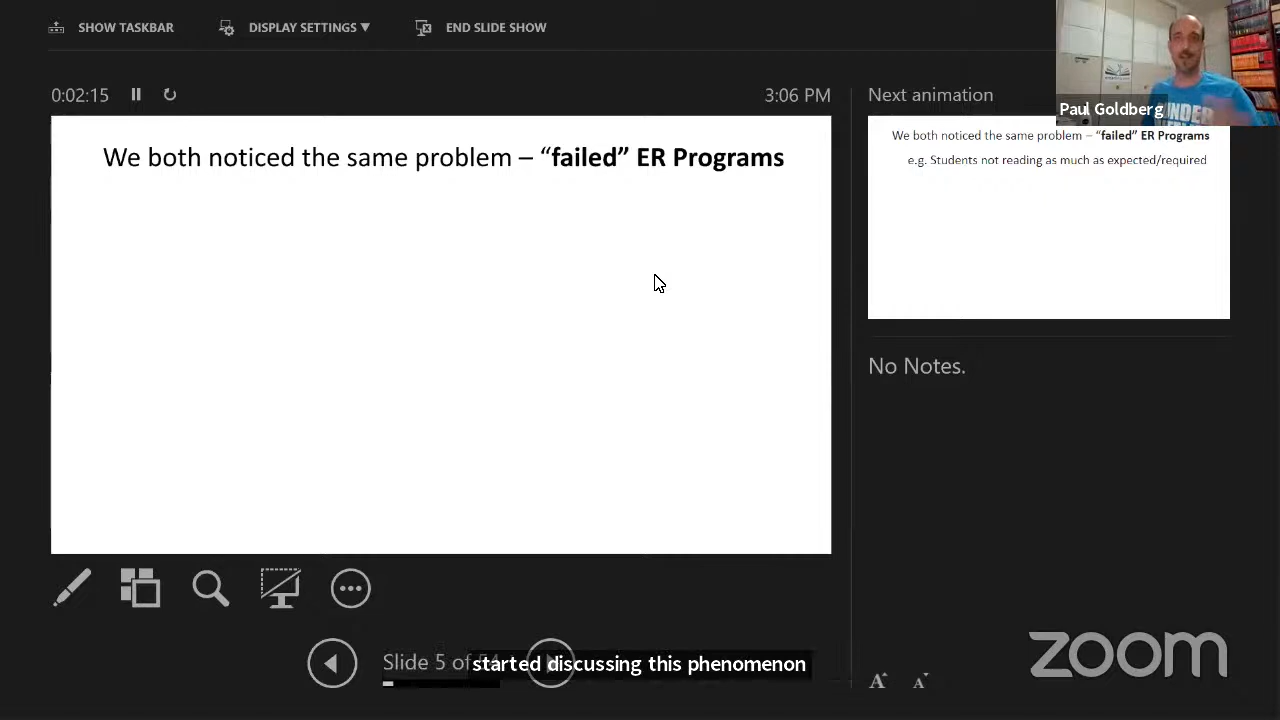 SHOW TASKBAR
DISPLAY SETTINGS ▼
END SLIDE SHOW
0:02:15
3:06 PM
We both noticed the same problem – “failed” ER Programs
Next animation
We both noticed the same problem – “failed” ER Programs
e.g. Students not reading as much as expected/required
Paul Goldberg
No Notes.
Slide 5 of 54
started discussing this phenomenon
A A
zoom